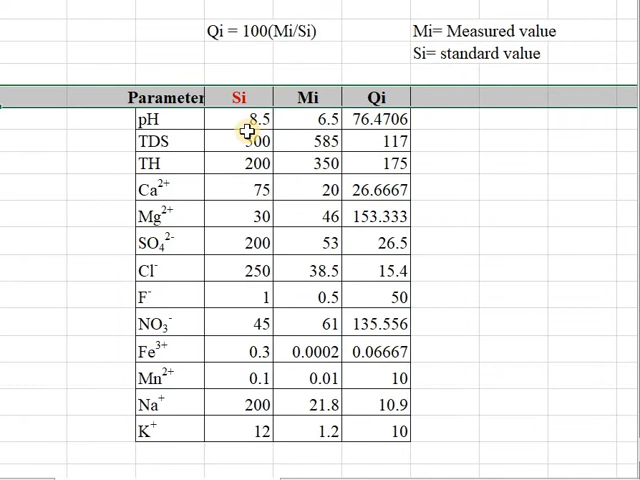 Qi = 100(Mi/Si) Mi= Measured value
Si= standard value
Parameter Si Mi Qi
pH 8.5 6.5 76.4706
TDS 500 585 117
TH 200 350 175
Ca²⁺ 75 20 26.6667
Mg²⁺ 30 46 153.333
SO₄²⁻ 200 53 26.5
Cl⁻ 250 38.5 15.4
F⁻ 1 0.5 50
NO₃⁻ 45 61 135.556
Fe³⁺ 0.3 0.0002 0.06667
Mn²⁺ 0.1 0.01 10
Na⁺ 200 21.8 10.9
K⁺ 12 1.2 10